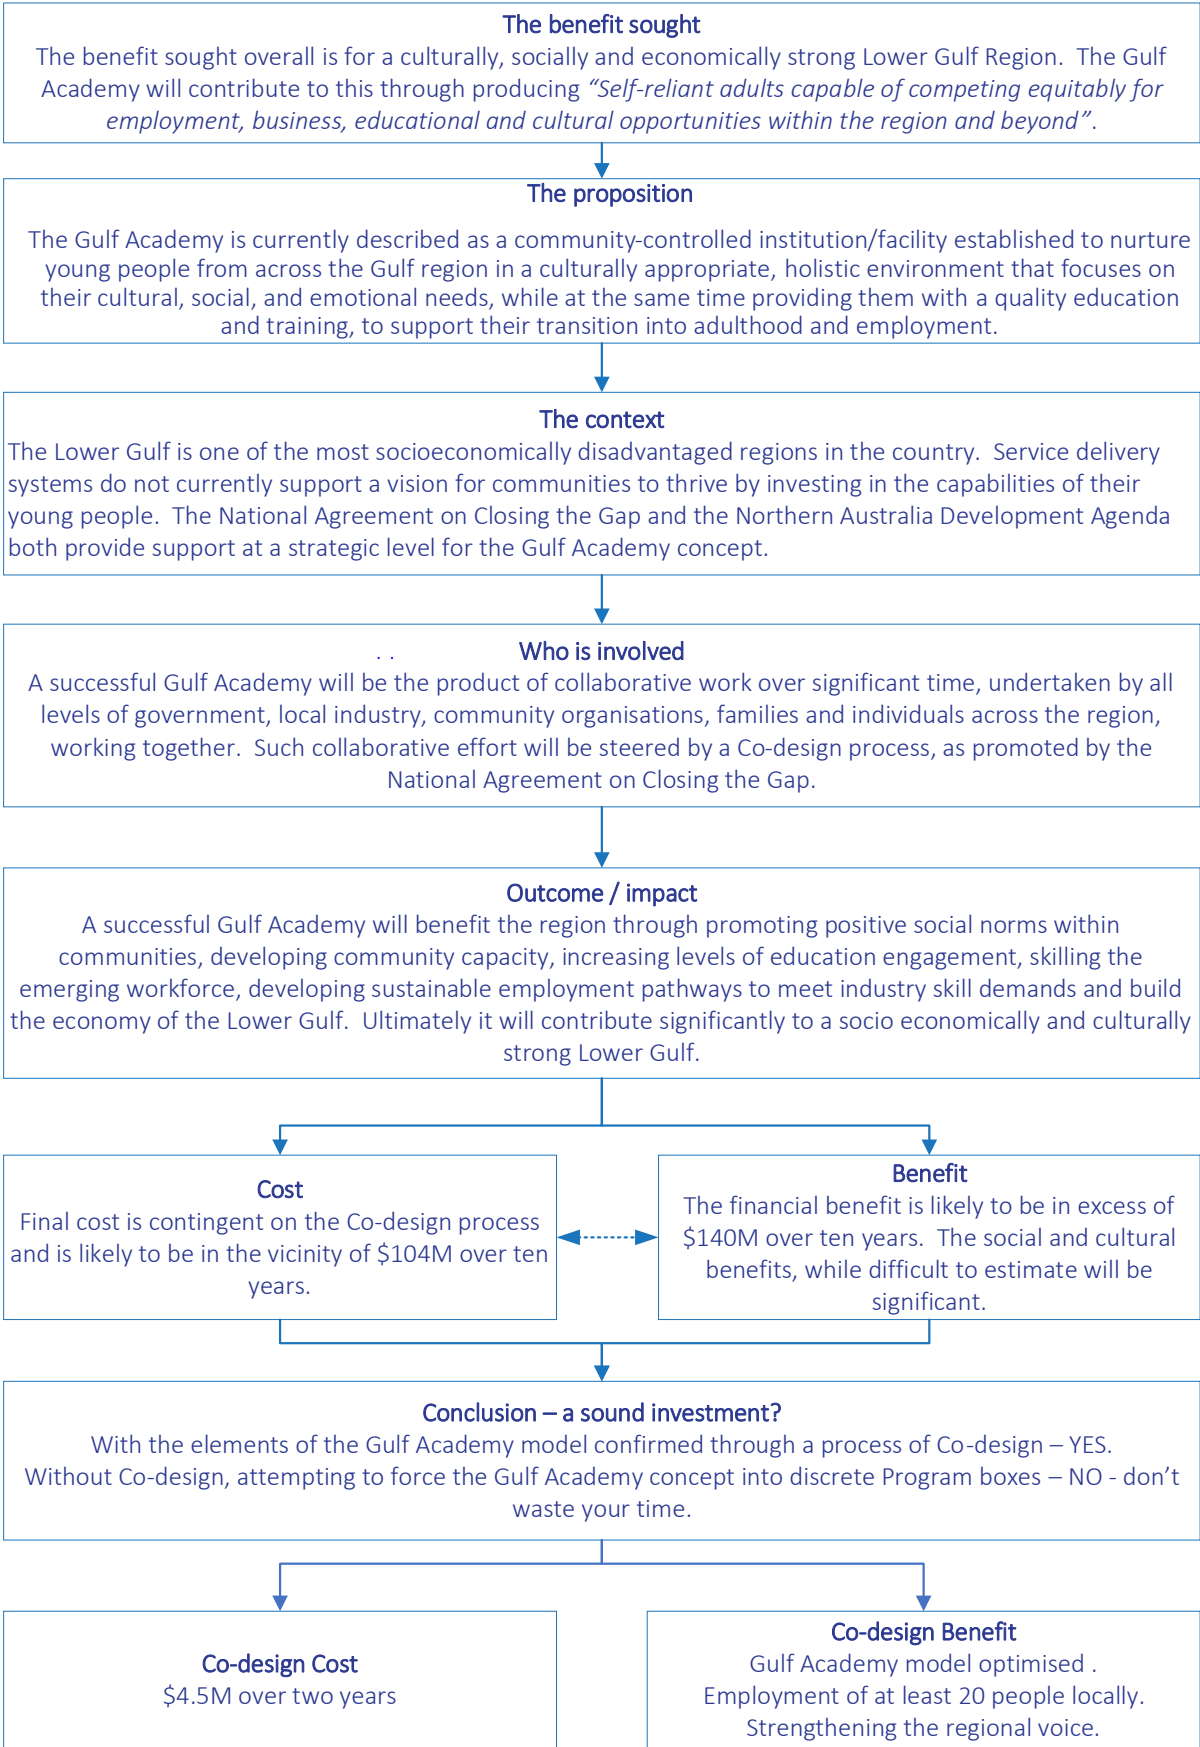 The benefit sought
The benefit sought overall is for a culturally, socially and economically strong Lower Gulf Region.  The Gulf
Academy will contribute to this through producing “Self-reliant adults capable of competing equitably for
employment, business, educational and cultural opportunities within the region and beyond”.
The proposition
The Gulf Academy is currently described as a community-controlled institution/facility established to nurture
young people from across the Gulf region in a culturally appropriate, holistic environment that focuses on
their cultural, social, and emotional needs, while at the same time providing them with a quality education
and training, to support their transition into adulthood and employment.
The context
The Lower Gulf is one of the most socioeconomically disadvantaged regions in the country.  Service delivery
systems do not currently support a vision for communities to thrive by investing in the capabilities of their
young people.  The National Agreement on Closing the Gap and the Northern Australia Development Agenda
both provide support at a strategic level for the Gulf Academy concept.
Who is involved
A successful Gulf Academy will be the product of collaborative work over significant time, undertaken by all
levels of government, local industry, community organisations, families and individuals across the region,
working together.  Such collaborative effort will be steered by a Co-design process, as promoted by the
National Agreement on Closing the Gap.
Outcome / impact
A successful Gulf Academy will benefit the region through promoting positive social norms within
communities, developing community capacity, increasing levels of education engagement, skilling the
emerging workforce, developing sustainable employment pathways to meet industry skill demands and build
the economy of the Lower Gulf.  Ultimately it will contribute significantly to a socio economically and culturally
strong Lower Gulf.
Cost
Final cost is contingent on the Co-design process
and is likely to be in the vicinity of $104M over ten
years.
Benefit
The financial benefit is likely to be in excess of
$140M over ten years.  The social and cultural
benefits, while difficult to estimate will be
significant.
Conclusion – a sound investment?
With the elements of the Gulf Academy model confirmed through a process of Co-design – YES.
Without Co-design, attempting to force the Gulf Academy concept into discrete Program boxes – NO - don’t
waste your time.
Co-design Cost
$4.5M over two years
Co-design Benefit
Gulf Academy model optimised .
Employment of at least 20 people locally.
Strengthening the regional voice.